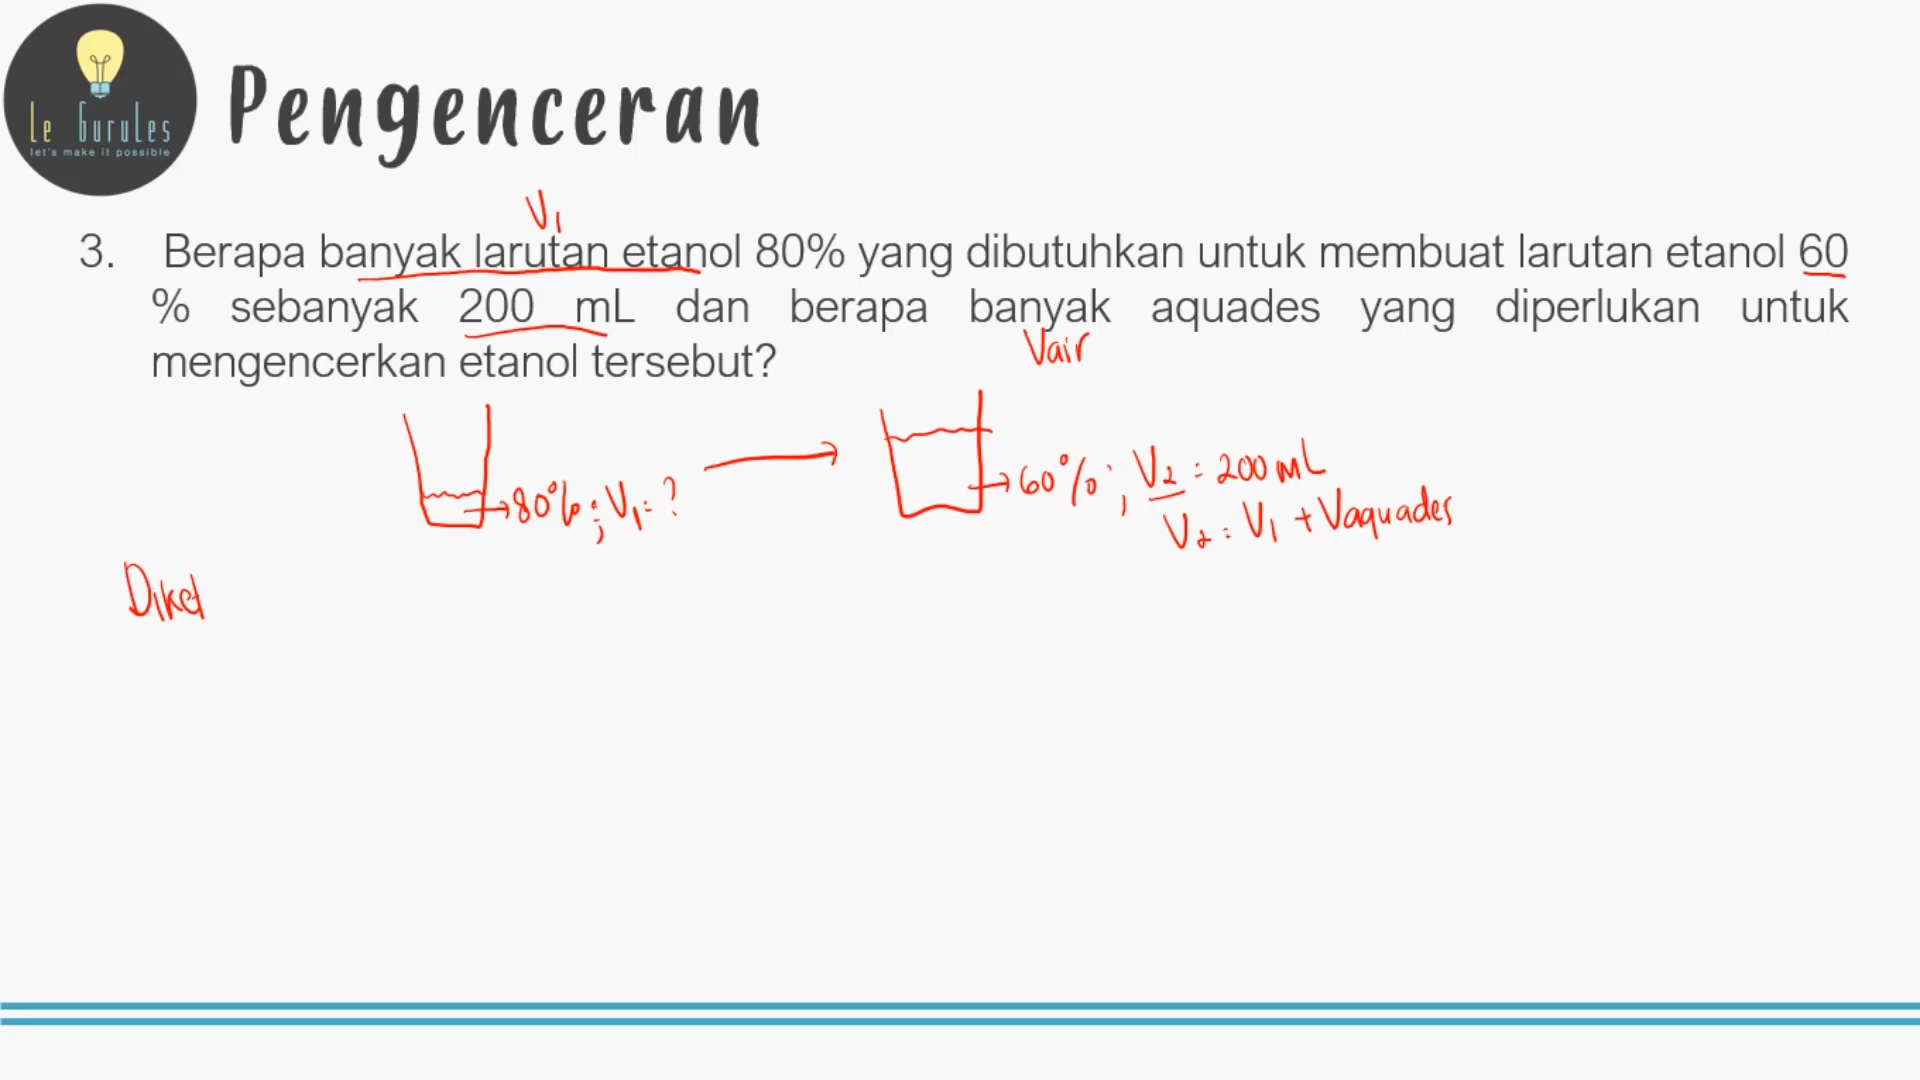 le gurules
let's make it possible
Pengenceran
V₁
3. Berapa banyak larutan etanol 80% yang dibutuhkan untuk membuat larutan etanol 60
% sebanyak 200 mL dan berapa banyak aquades yang diperlukan untuk
mengencerkan etanol tersebut?
Vair
80% ; V₁ = ?
60% ; V₂ = 200 mL
V₂ = V₁ + Vaquades
Diket